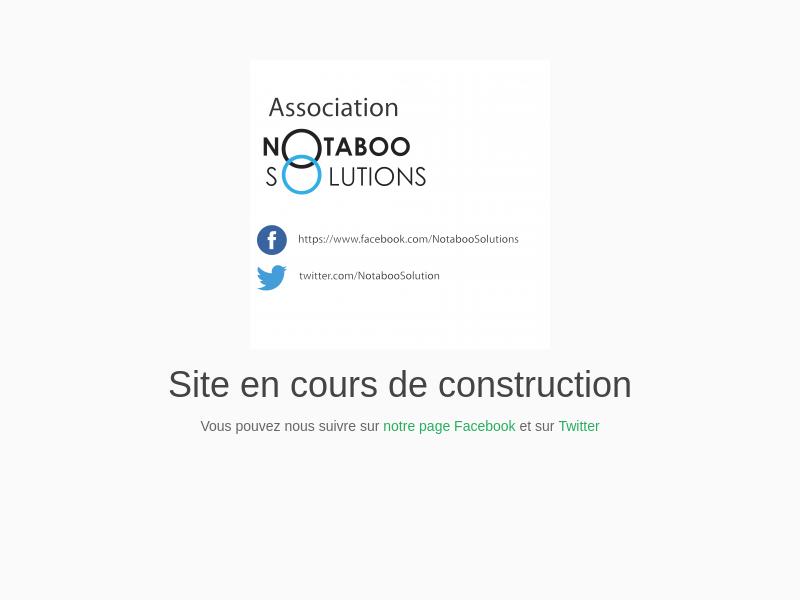 Association
NOTABOO
SOLUTIONS
https://www.facebook.com/NotabooSolutions
twitter.com/NotabooSolution
Site en cours de construction
Vous pouvez nous suivre sur notre page Facebook et sur Twitter